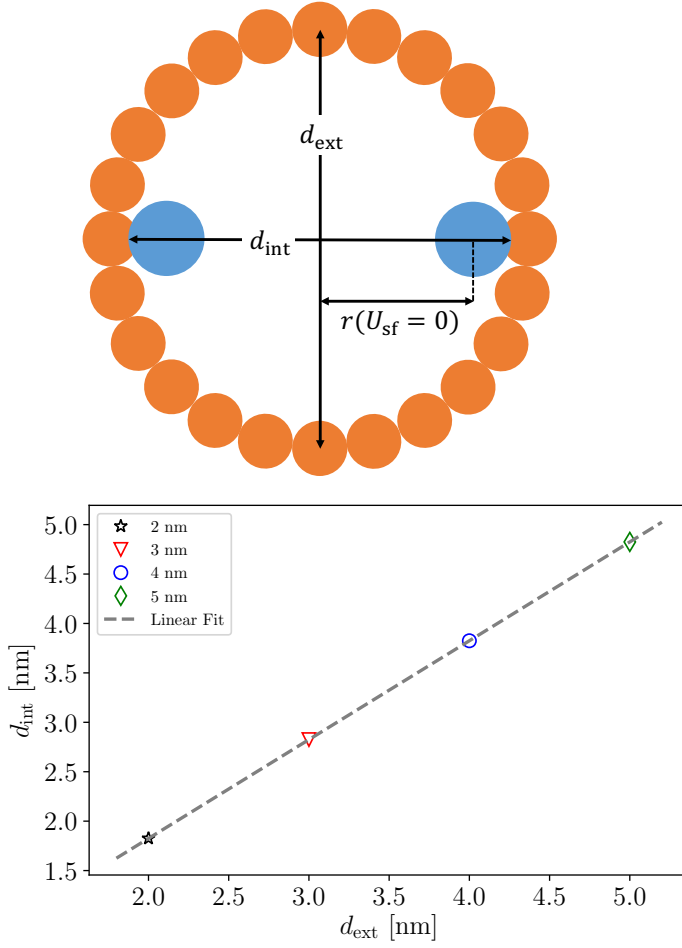 d_ext
d_int
r(U_sf = 0)
5.0
4.5
4.0
3.5
3.0
2.5
2.0
1.5
d_int [nm]
2 nm
3 nm
4 nm
5 nm
Linear Fit
2.0 2.5 3.0 3.5 4.0 4.5 5.0
d_ext [nm]